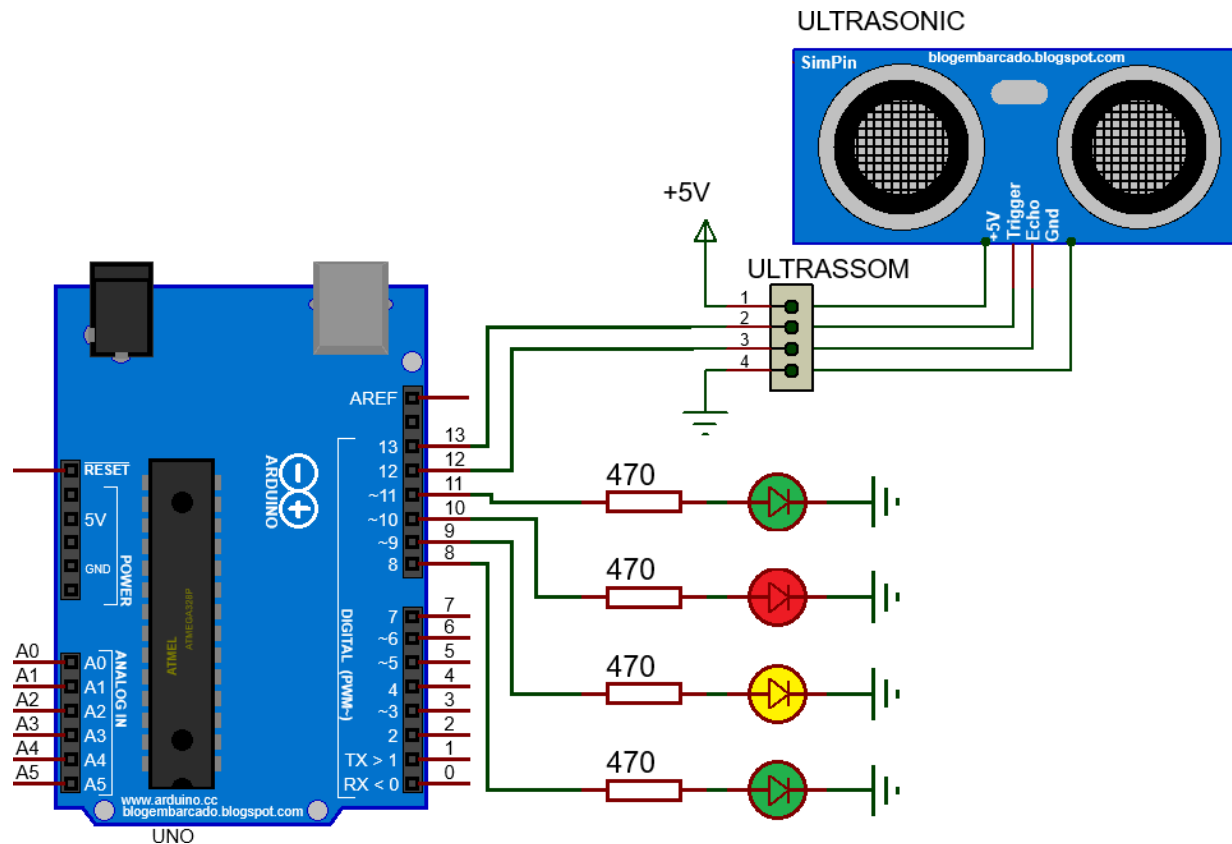 ULTRASONIC
SimPin
blogembarcado.blogspot.com
+5V
Trigger
Echo
Gnd
+5V
ULTRASSOM
1
2
3
4
AREF
13
12
~11
~10
~9
8
7
~6
~5
4
~3
2
TX > 1
RX < 0
13
12
11
10
9
8
7
6
5
4
3
2
1
0
DIGITAL (PWM~)
ARDUINO
RESET
5V
GND
POWER
A0
A1
A2
A3
A4
A5
A0
A1
A2
A3
A4
A5
ANALOG IN
ATMEL
ATMEGA328P
www.arduino.cc
blogembarcado.blogspot.com
UNO
470
470
470
470